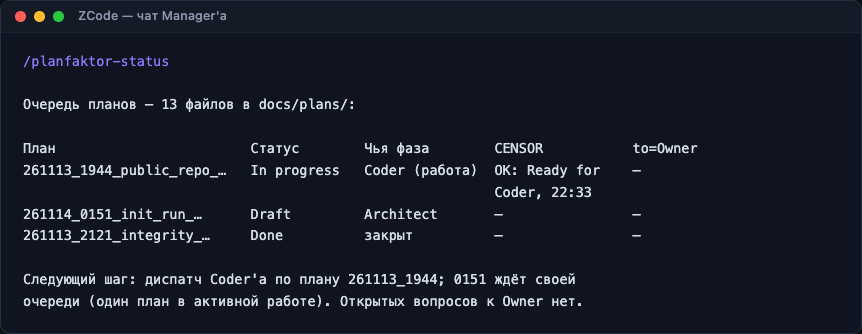 ZCode — чат Manager'а
/planfaktor-status
Очередь планов — 13 файлов в docs/plans/:
План Статус Чья фаза CENSOR to=Owner
261113_1944_public_repo_… In progress Coder (работа) OK: Ready for —
Coder, 22:33
261114_0151_init_run_… Draft Architect — —
261113_2121_integrity_… Done закрыт — —
Следующий шаг: диспатч Coder'а по плану 261113_1944; 0151 ждёт своей
очереди (один план в активной работе). Открытых вопросов к Owner нет.